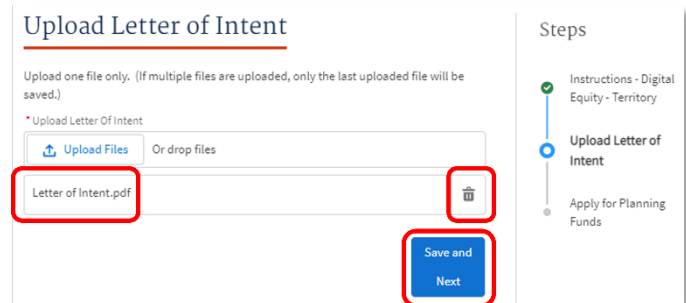 Upload Letter of Intent
Upload one file only. (If multiple files are uploaded, only the last uploaded file will be
saved.)
* Upload Letter Of Intent
Upload Files Or drop files
Letter of Intent.pdf
Save and
Next
Steps
Instructions - Digital
Equity - Territory
Upload Letter of
Intent
Apply for Planning
Funds